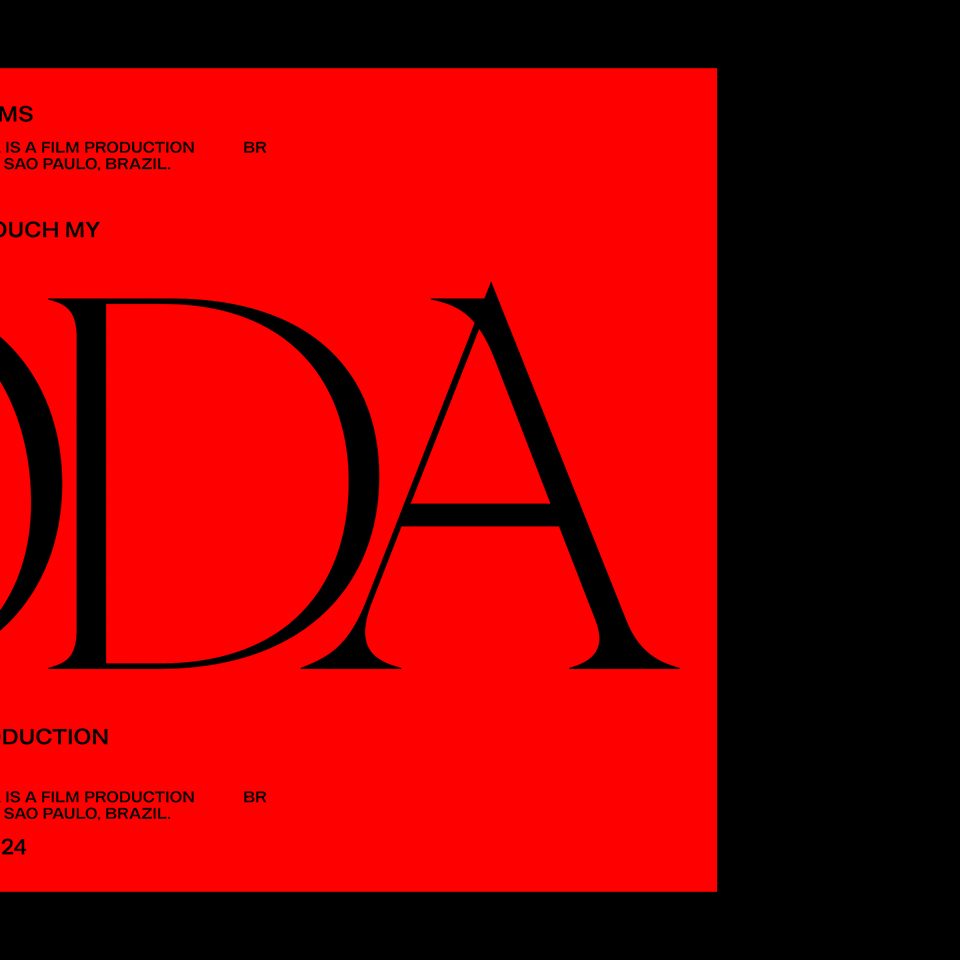 MS
IS A FILM PRODUCTION BR
SAO PAULO, BRAZIL.
OUCH MY
ODA
ODUCTION
IS A FILM PRODUCTION BR
SAO PAULO, BRAZIL.
24